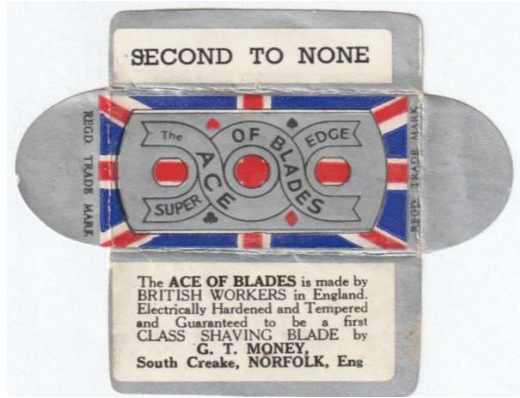 SECOND TO NONE
REGD TRADE MARK
The
SUPER
ACE
OF BLADES
EDGE
REGD TRADE MARK
The ACE OF BLADES is made by
BRITISH WORKERS in England.
Electrically Hardened and Tempered
and Guaranteed to be a first
CLASS SHAVING BLADE by
G. T. MONEY,
South Creake, NORFOLK, Eng